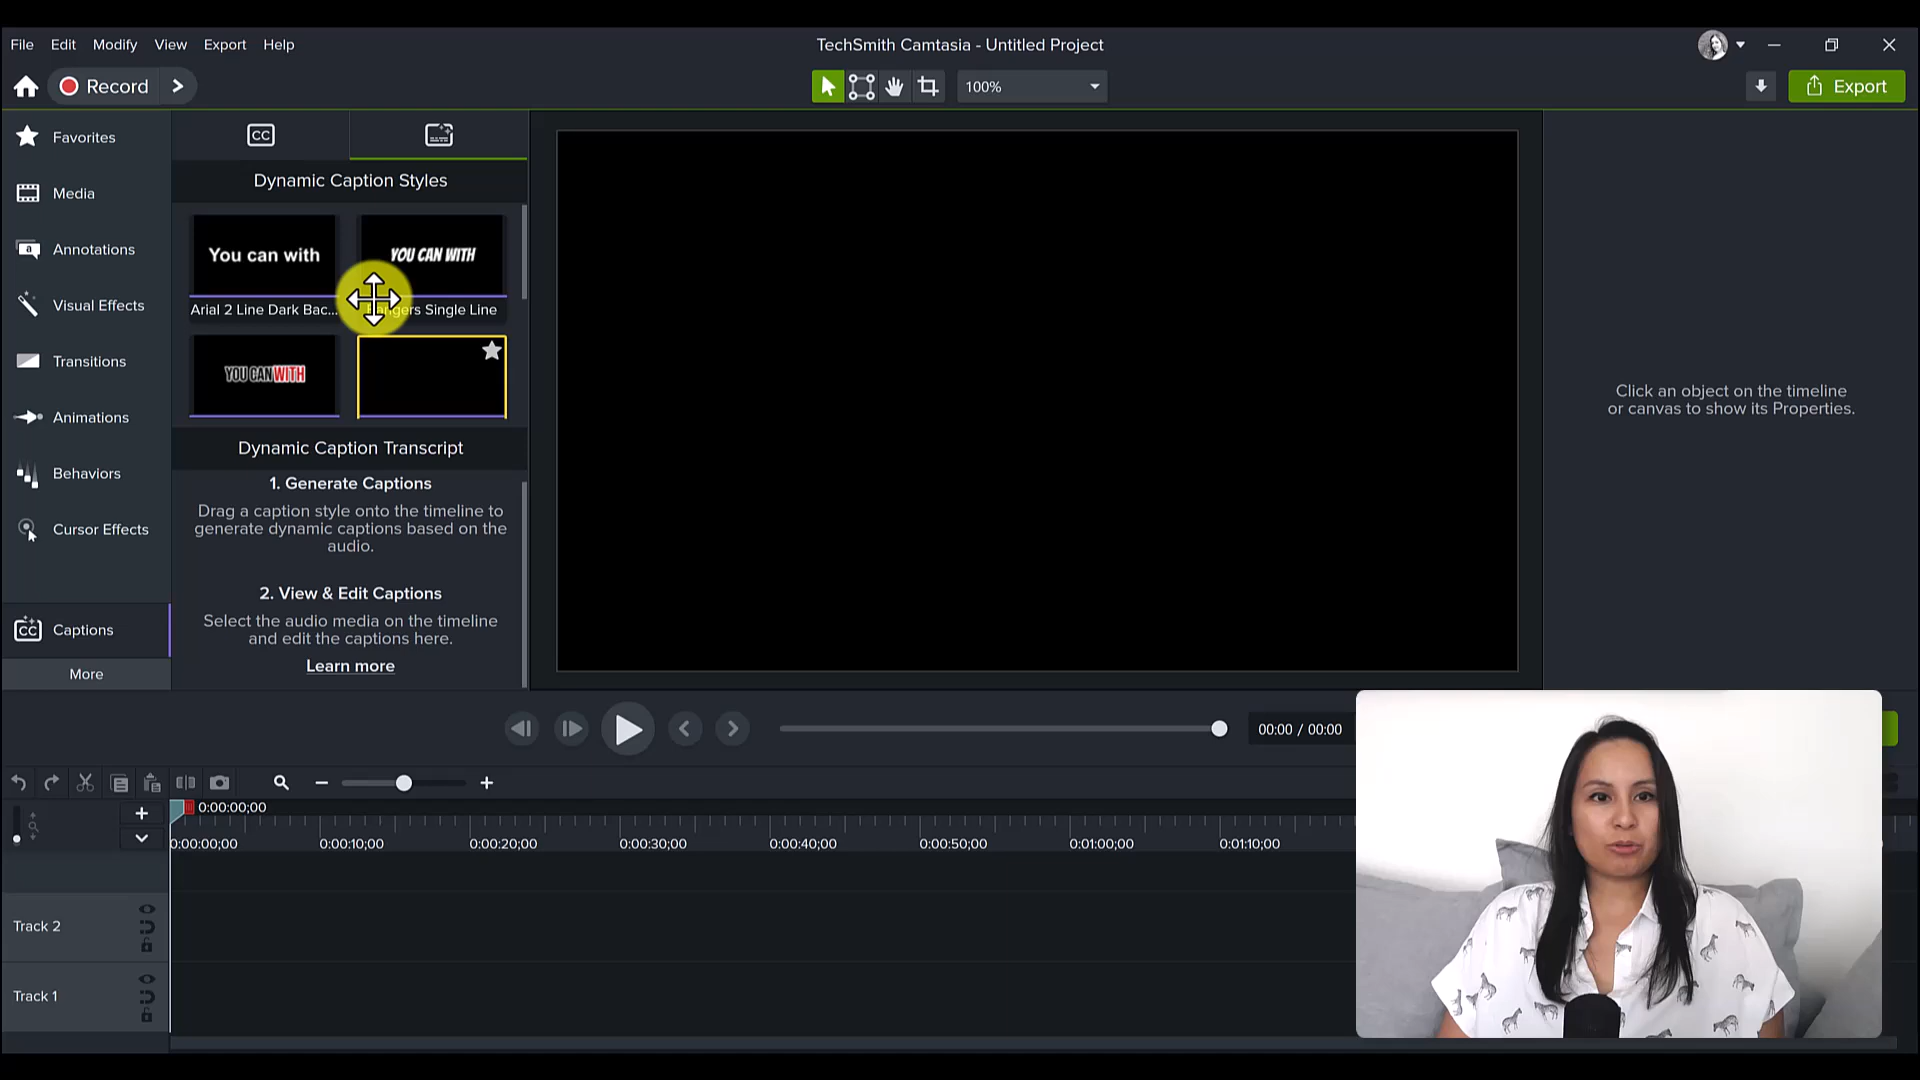 File Edit Modify View Export Help
TechSmith Camtasia - Untitled Project
Record
100%
Export
Favorites
Media
Annotations
Visual Effects
Transitions
Animations
Behaviors
Cursor Effects
Captions
More
CC
Dynamic Caption Styles
You can with
YOU CAN WITH
Arial 2 Line Dark Bac...
Single Line
YOU CAN WITH
Dynamic Caption Transcript
1. Generate Captions
Drag a caption style onto the timeline to
generate dynamic captions based on the
audio.
2. View & Edit Captions
Select the audio media on the timeline
and edit the captions here.
Learn more
Click an object on the timeline
or canvas to show its Properties.
00:00 / 00:00
0:00:00;00
0:00:00;00 0:00:10;00 0:00:20;00 0:00:30;00 0:00:40;00 0:00:50;00 0:01:00;00 0:01:10;00
Track 2
Track 1